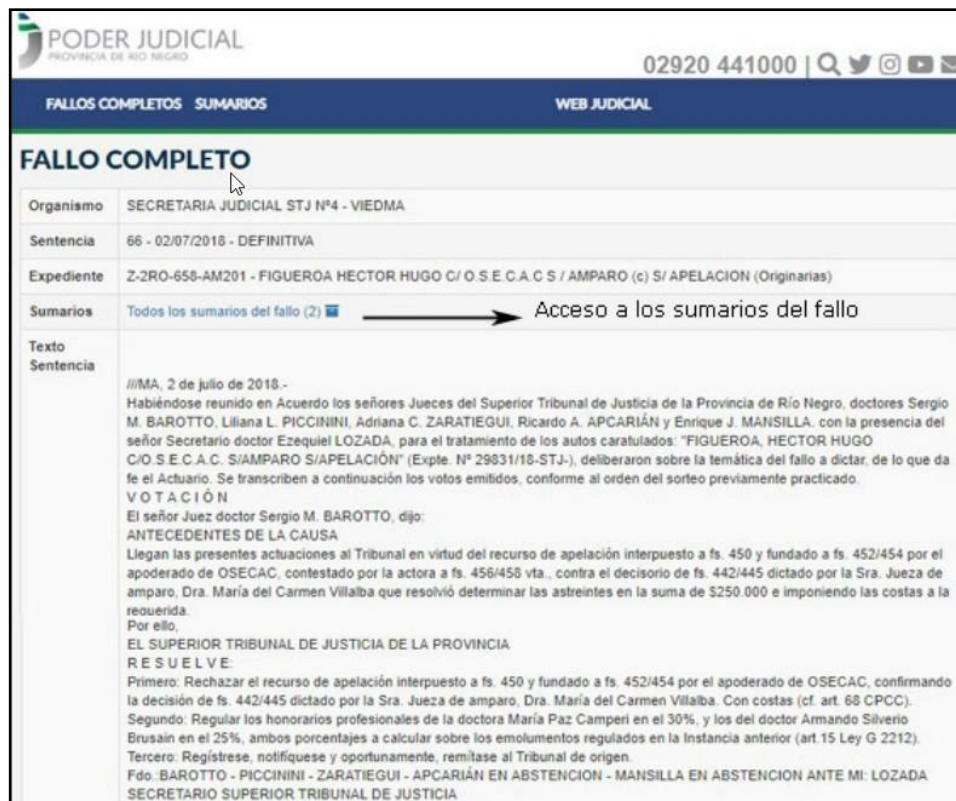 PODER JUDICIAL
PROVINCIA DE RIO NEGRO
02920 441000 |
FALLOS COMPLETOS SUMARIOS WEB JUDICIAL
FALLO COMPLETO
Organismo SECRETARIA JUDICIAL STJ Nº4 - VIEDMA
Sentencia 66 - 02/07/2018 - DEFINITIVA
Expediente Z-2RO-658-AM201 - FIGUEROA HECTOR HUGO C/ O.S.E.C.A.C S / AMPARO (c) S/ APELACION (Originarias)
Sumarios Todos los sumarios del fallo (2) Acceso a los sumarios del fallo
Texto
Sentencia
///MA, 2 de julio de 2018.-
Habiéndose reunido en Acuerdo los señores Jueces del Superior Tribunal de Justicia de la Provincia de Río Negro, doctores Sergio
M. BAROTTO, Liliana L. PICCININI, Adriana C. ZARATIEGUI, Ricardo A. APCARIÁN y Enrique J. MANSILLA. con la presencia del
señor Secretario doctor Ezequiel LOZADA, para el tratamiento de los autos caratulados: "FIGUEROA, HECTOR HUGO
C/O.S.E.C.A.C. S/AMPARO S/APELACIÓN" (Expte. Nº 29831/18-STJ-), deliberaron sobre la temática del fallo a dictar, de lo que da
fe el Actuario. Se transcriben a continuación los votos emitidos, conforme al orden del sorteo previamente practicado.
V O T A C I Ó N
El señor Juez doctor Sergio M. BAROTTO, dijo:
ANTECEDENTES DE LA CAUSA
Llegan las presentes actuaciones al Tribunal en virtud del recurso de apelación interpuesto a fs. 450 y fundado a fs. 452/454 por el
apoderado de OSECAC, contestado por la actora a fs. 456/458 vta., contra el decisorio de fs. 442/445 dictado por la Sra. Jueza de
amparo, Dra. María del Carmen Villalba que resolvió determinar las astreintes en la suma de $250.000 e imponiendo las costas a la
requerida.
Por ello,
EL SUPERIOR TRIBUNAL DE JUSTICIA DE LA PROVINCIA
R E S U E L V E:
Primero: Rechazar el recurso de apelación interpuesto a fs. 450 y fundado a fs. 452/454 por el apoderado de OSECAC, confirmando
la decisión de fs. 442/445 dictado por la Sra. Jueza de amparo, Dra. María del Carmen Villalba. Con costas (cf. art. 68 CPCC).
Segundo: Regular los honorarios profesionales de la doctora María Paz Camperi en el 30%, y los del doctor Armando Silverio
Brusain en el 25%, ambos porcentajes a calcular sobre los emolumentos regulados en la Instancia anterior (art.15 Ley G 2212).
Tercero: Regístrese, notifíquese y oportunamente, remítase al Tribunal de origen.
Fdo.:BAROTTO - PICCININI - ZARATIEGUI - APCARIÁN EN ABSTENCION - MANSILLA EN ABSTENCION ANTE MI: LOZADA
SECRETARIO SUPERIOR TRIBUNAL DE JUSTICIA